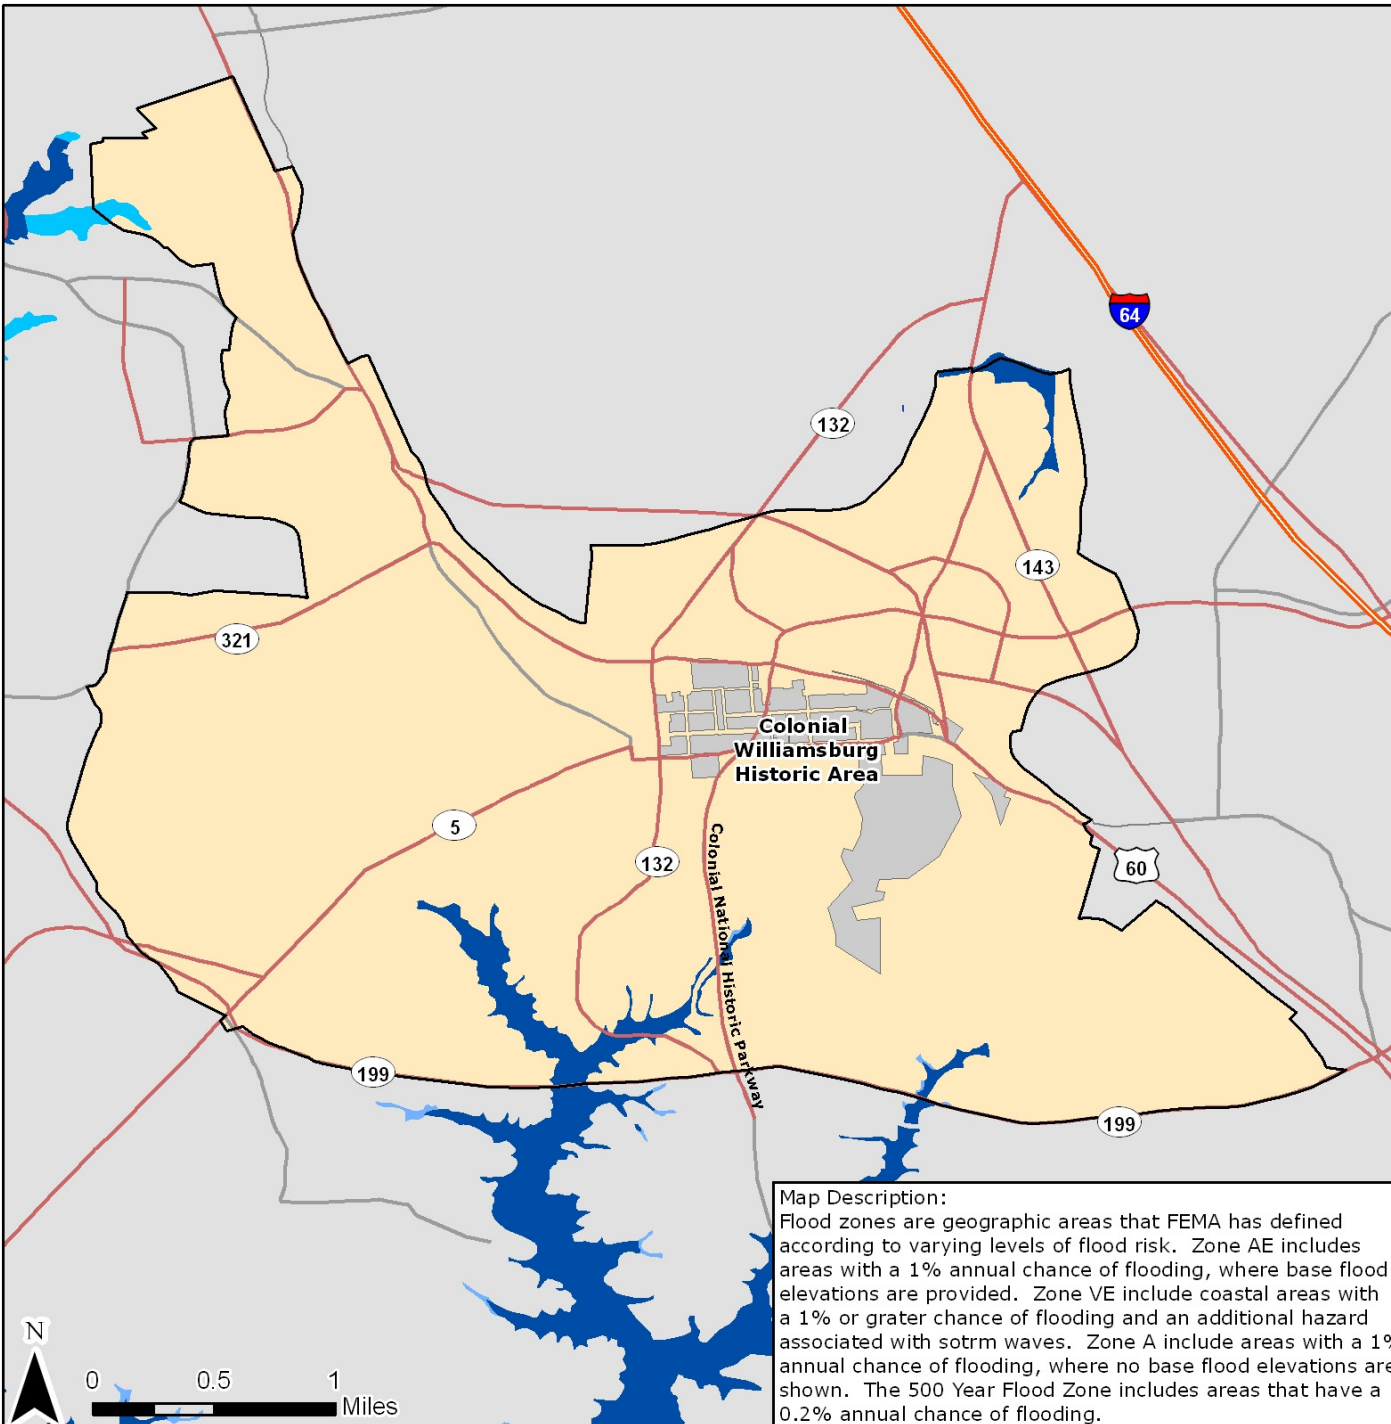 64
132
143
321
Colonial
Williamsburg
Historic Area
5
132
60
Colonial National Historic Parkway
199
199
Map Description:
Flood zones are geographic areas that FEMA has defined
according to varying levels of flood risk.  Zone AE includes
areas with a 1% annual chance of flooding, where base flood
elevations are provided.  Zone VE include coastal areas with
a 1% or grater chance of flooding and an additional hazard
associated with sotrm waves.  Zone A include areas with a 1%
annual chance of flooding, where no base flood elevations are
shown.  The 500 Year Flood Zone includes areas that have a
0.2% annual chance of flooding.
N
0 0.5 1
Miles